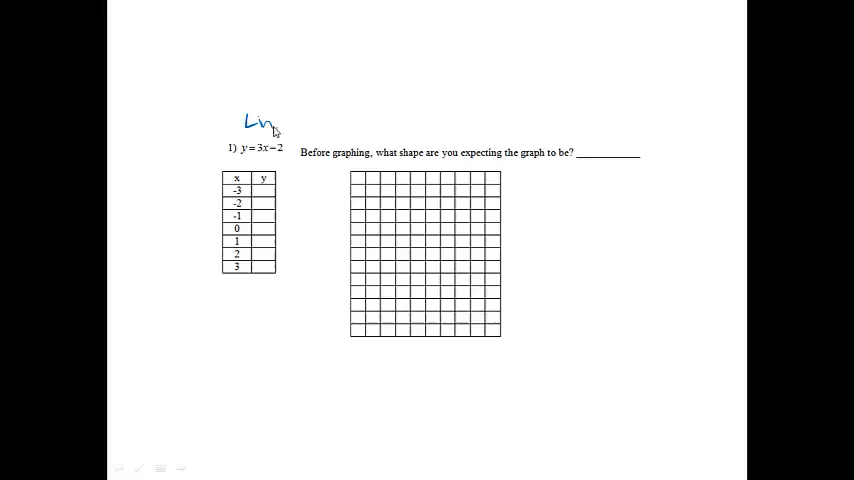 Lin
1) y = 3x − 2 Before graphing, what shape are you expecting the graph to be? ___________
x y
-3
-2
-1
0
1
2
3